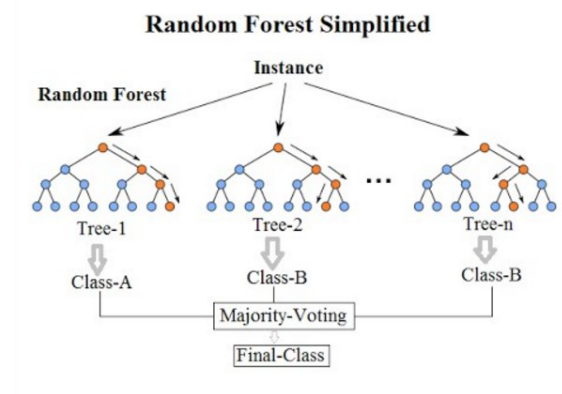 Random Forest Simplified
Instance
Random Forest
...
Tree-1
Tree-2
Tree-n
Class-A
Class-B
Class-B
Majority-Voting
Final-Class